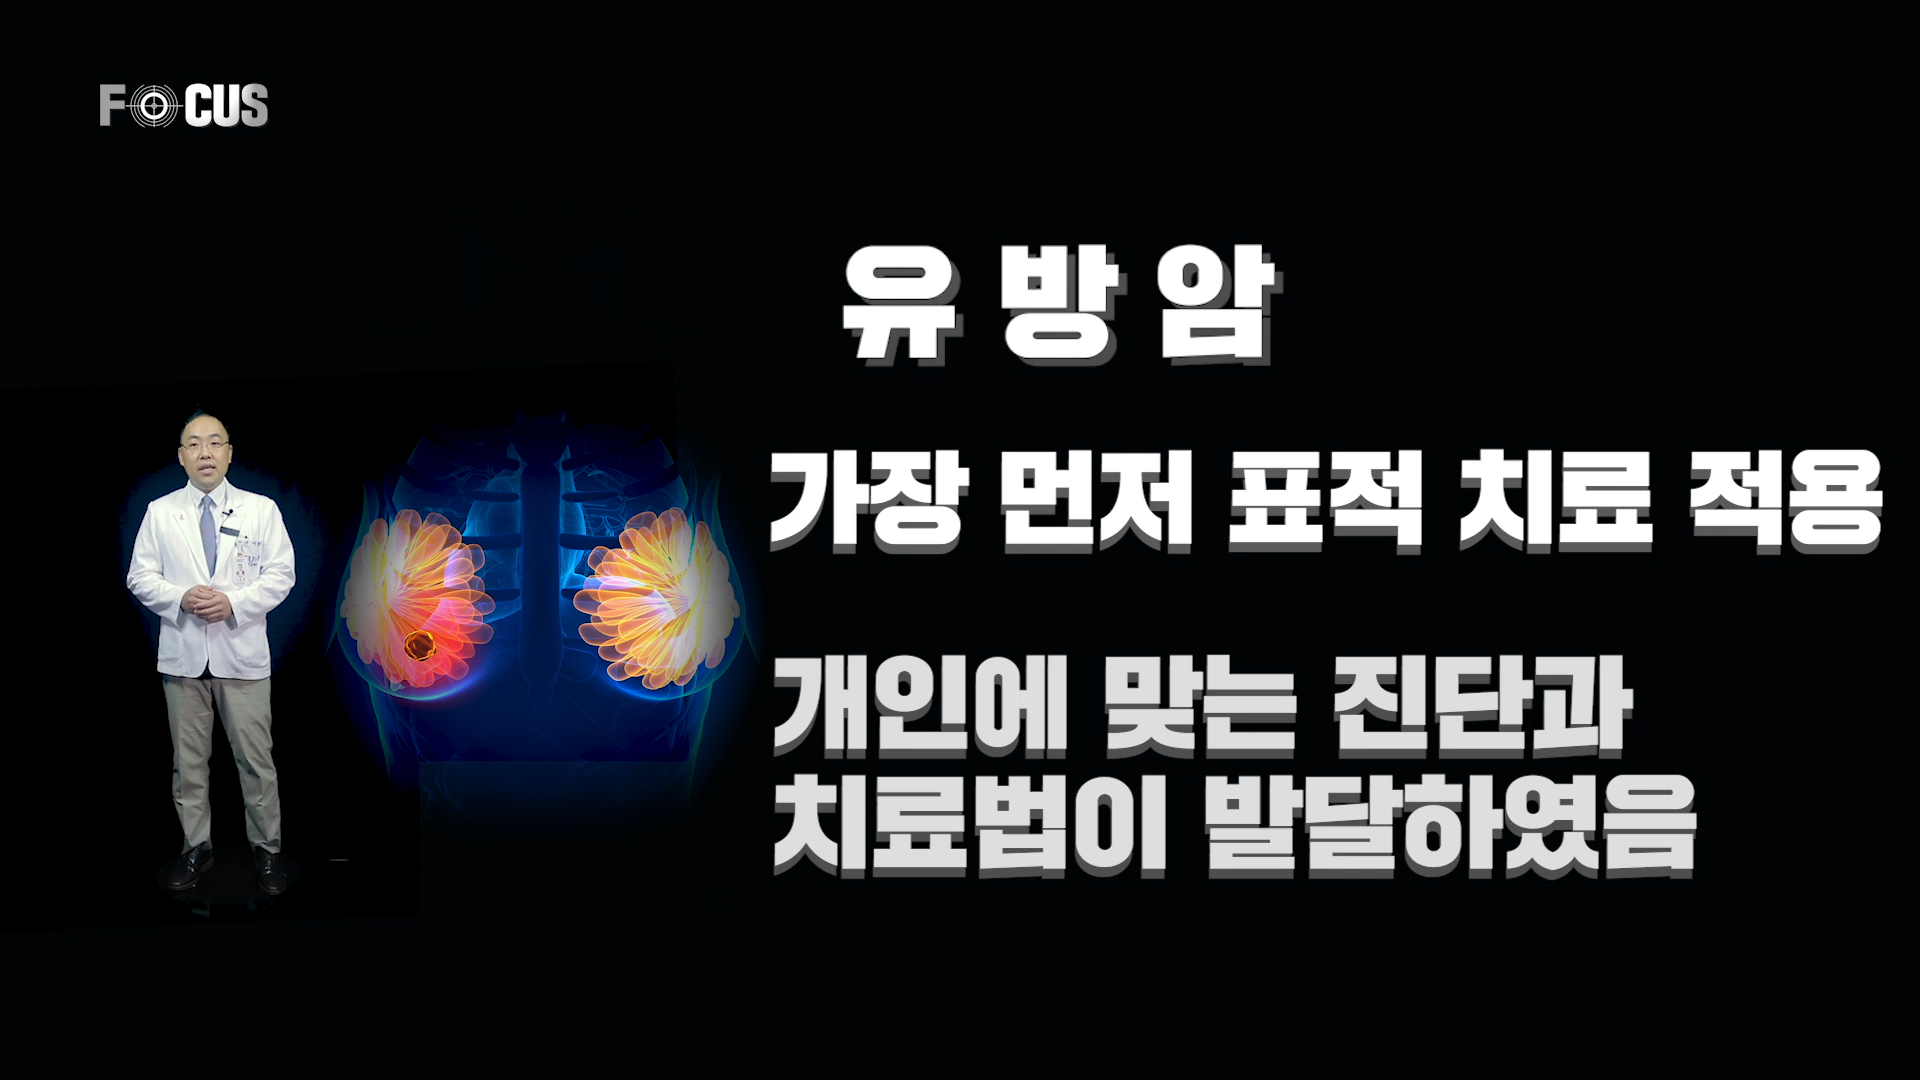 FOCUS
유방암
가장 먼저 표적 치료 적용
개인에 맞는 진단과
치료법이 발달하였음